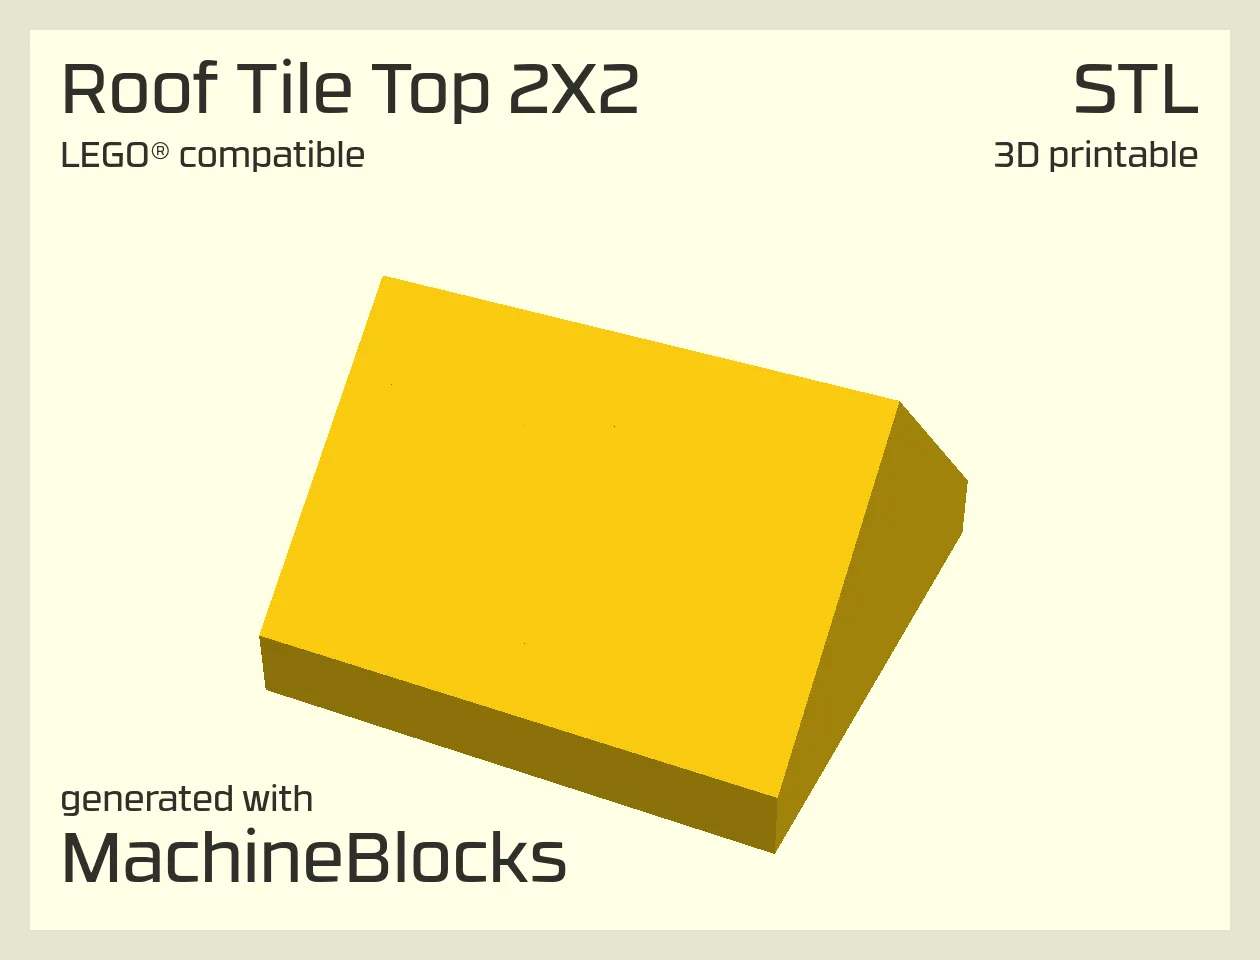 Roof Tile Top 2X2
STL
LEGO® compatible
3D printable
generated with
MachineBlocks